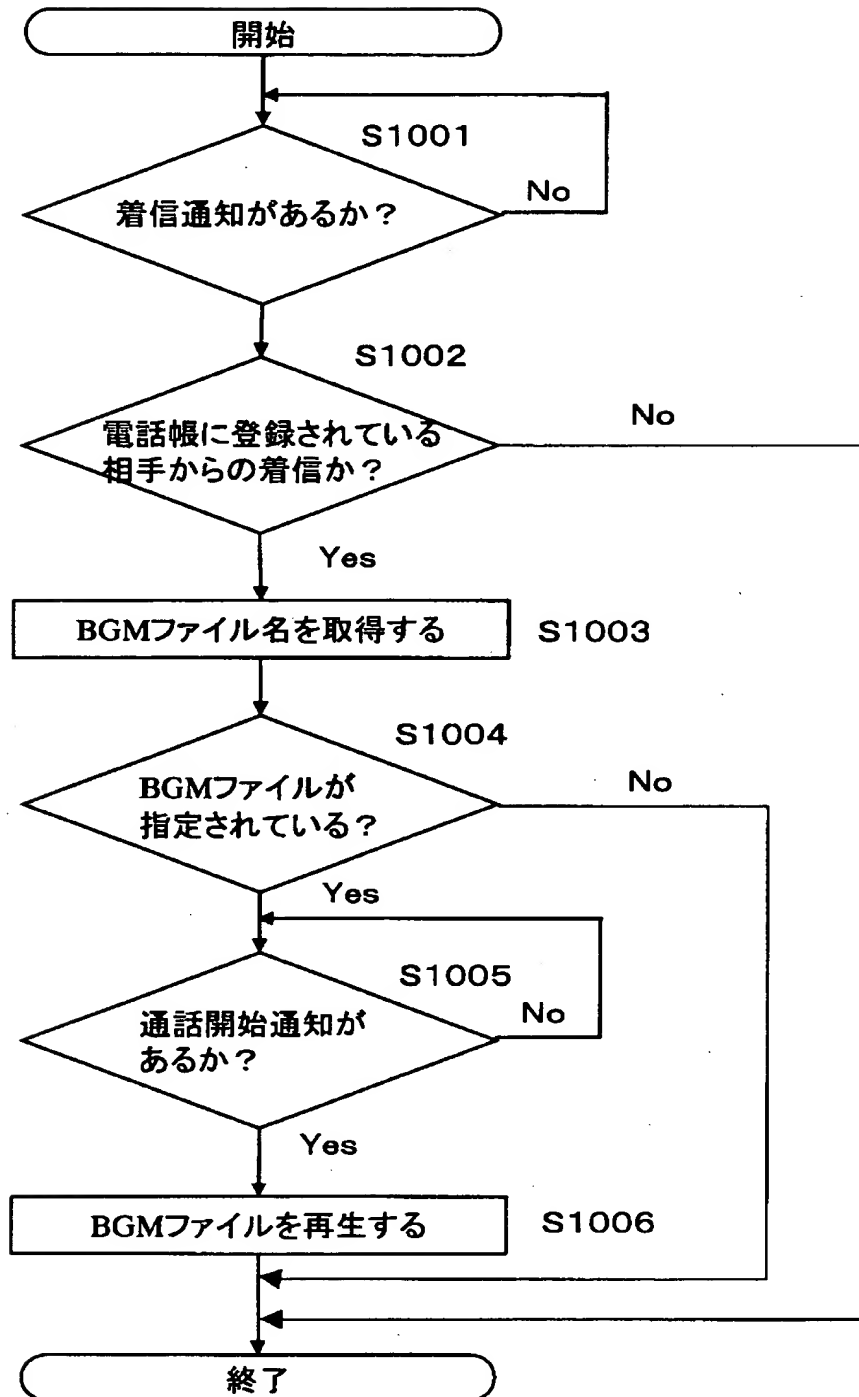 開始
S1001
着信通知があるか？
No
S1002
電話帳に登録されている
相手からの着信か？
No
Yes
BGMファイル名を取得する
S1003
S1004
BGMファイルが
指定されている？
No
Yes
S1005
通話開始通知が
あるか？
No
Yes
BGMファイルを再生する
S1006
終了